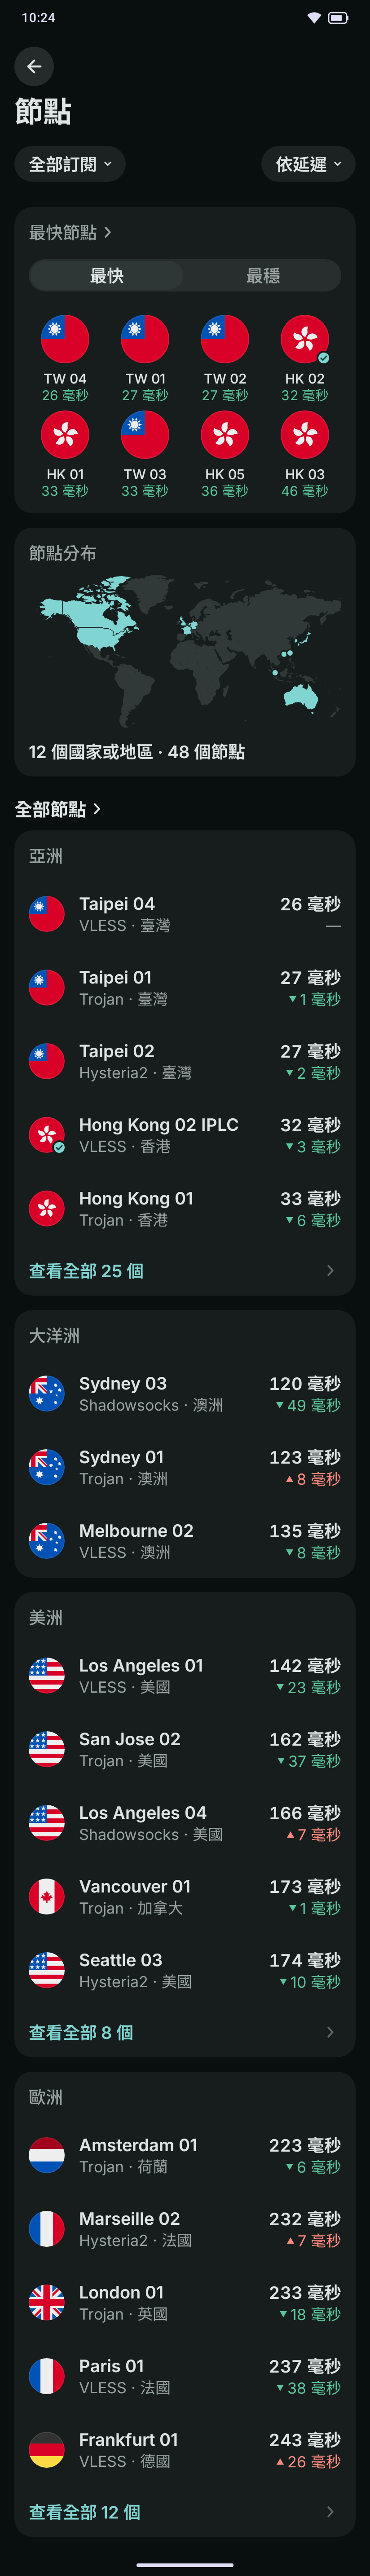 10:24
節點
全部訂閱
依延遲
最快節點
最快 最穩
TW 04 TW 01 TW 02 HK 02
26 毫秒 27 毫秒 27 毫秒 32 毫秒
HK 01 TW 03 HK 05 HK 03
33 毫秒 33 毫秒 36 毫秒 46 毫秒
節點分布
12 個國家或地區 · 48 個節點
全部節點
亞洲
Taipei 04 26 毫秒
VLESS · 臺灣 —
Taipei 01 27 毫秒
Trojan · 臺灣 ▼1 毫秒
Taipei 02 27 毫秒
Hysteria2 · 臺灣 ▼2 毫秒
Hong Kong 02 IPLC 32 毫秒
VLESS · 香港 ▼3 毫秒
Hong Kong 01 33 毫秒
Trojan · 香港 ▼6 毫秒
查看全部 25 個
大洋洲
Sydney 03 120 毫秒
Shadowsocks · 澳洲 ▼49 毫秒
Sydney 01 123 毫秒
Trojan · 澳洲 ▲8 毫秒
Melbourne 02 135 毫秒
VLESS · 澳洲 ▼8 毫秒
美洲
Los Angeles 01 142 毫秒
VLESS · 美國 ▼23 毫秒
San Jose 02 162 毫秒
Trojan · 美國 ▼37 毫秒
Los Angeles 04 166 毫秒
Shadowsocks · 美國 ▲7 毫秒
Vancouver 01 173 毫秒
Trojan · 加拿大 ▼1 毫秒
Seattle 03 174 毫秒
Hysteria2 · 美國 ▼10 毫秒
查看全部 8 個
歐洲
Amsterdam 01 223 毫秒
Trojan · 荷蘭 ▼6 毫秒
Marseille 02 232 毫秒
Hysteria2 · 法國 ▲7 毫秒
London 01 233 毫秒
Trojan · 英國 ▼18 毫秒
Paris 01 237 毫秒
VLESS · 法國 ▼38 毫秒
Frankfurt 01 243 毫秒
VLESS · 德國 ▲26 毫秒
查看全部 12 個